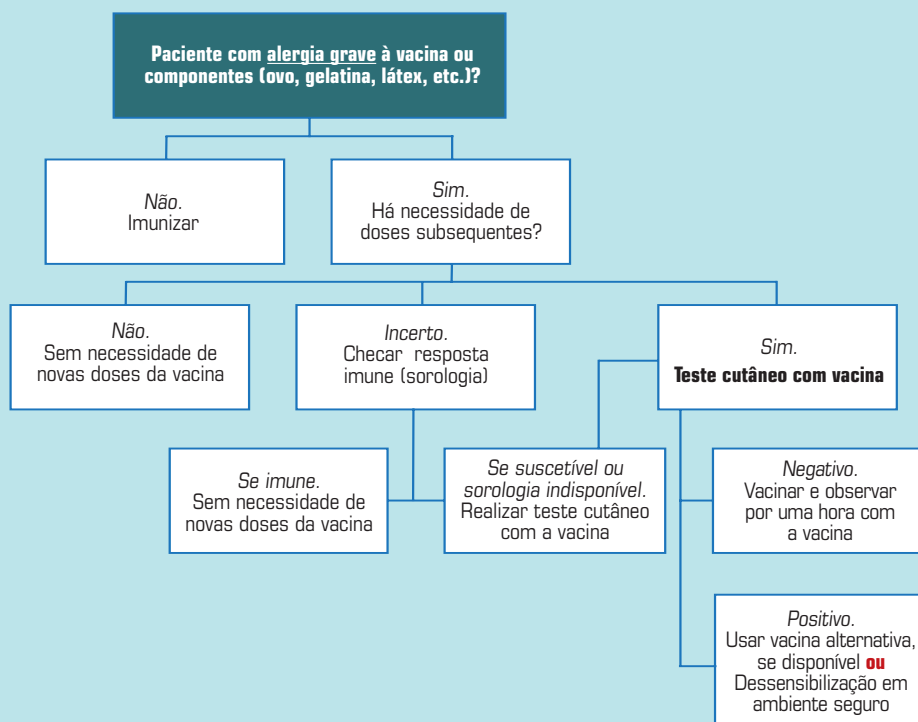 Paciente com alergia grave à vacina ou
componentes (ovo, gelatina, látex, etc.)?
Não.
Imunizar
Sim.
Há necessidade de
doses subsequentes?
Não.
Sem necessidade de
novas doses da vacina
Incerto.
Checar resposta
imune (sorologia)
Sim.
Teste cutâneo com vacina
Se imune.
Sem necessidade de
novas doses da vacina
Se suscetível ou
sorologia indisponível.
Realizar teste cutâneo
com a vacina
Negativo.
Vacinar e observar
por uma hora com
a vacina
Positivo.
Usar vacina alternativa,
se disponível ou
Dessensibilização em
ambiente seguro